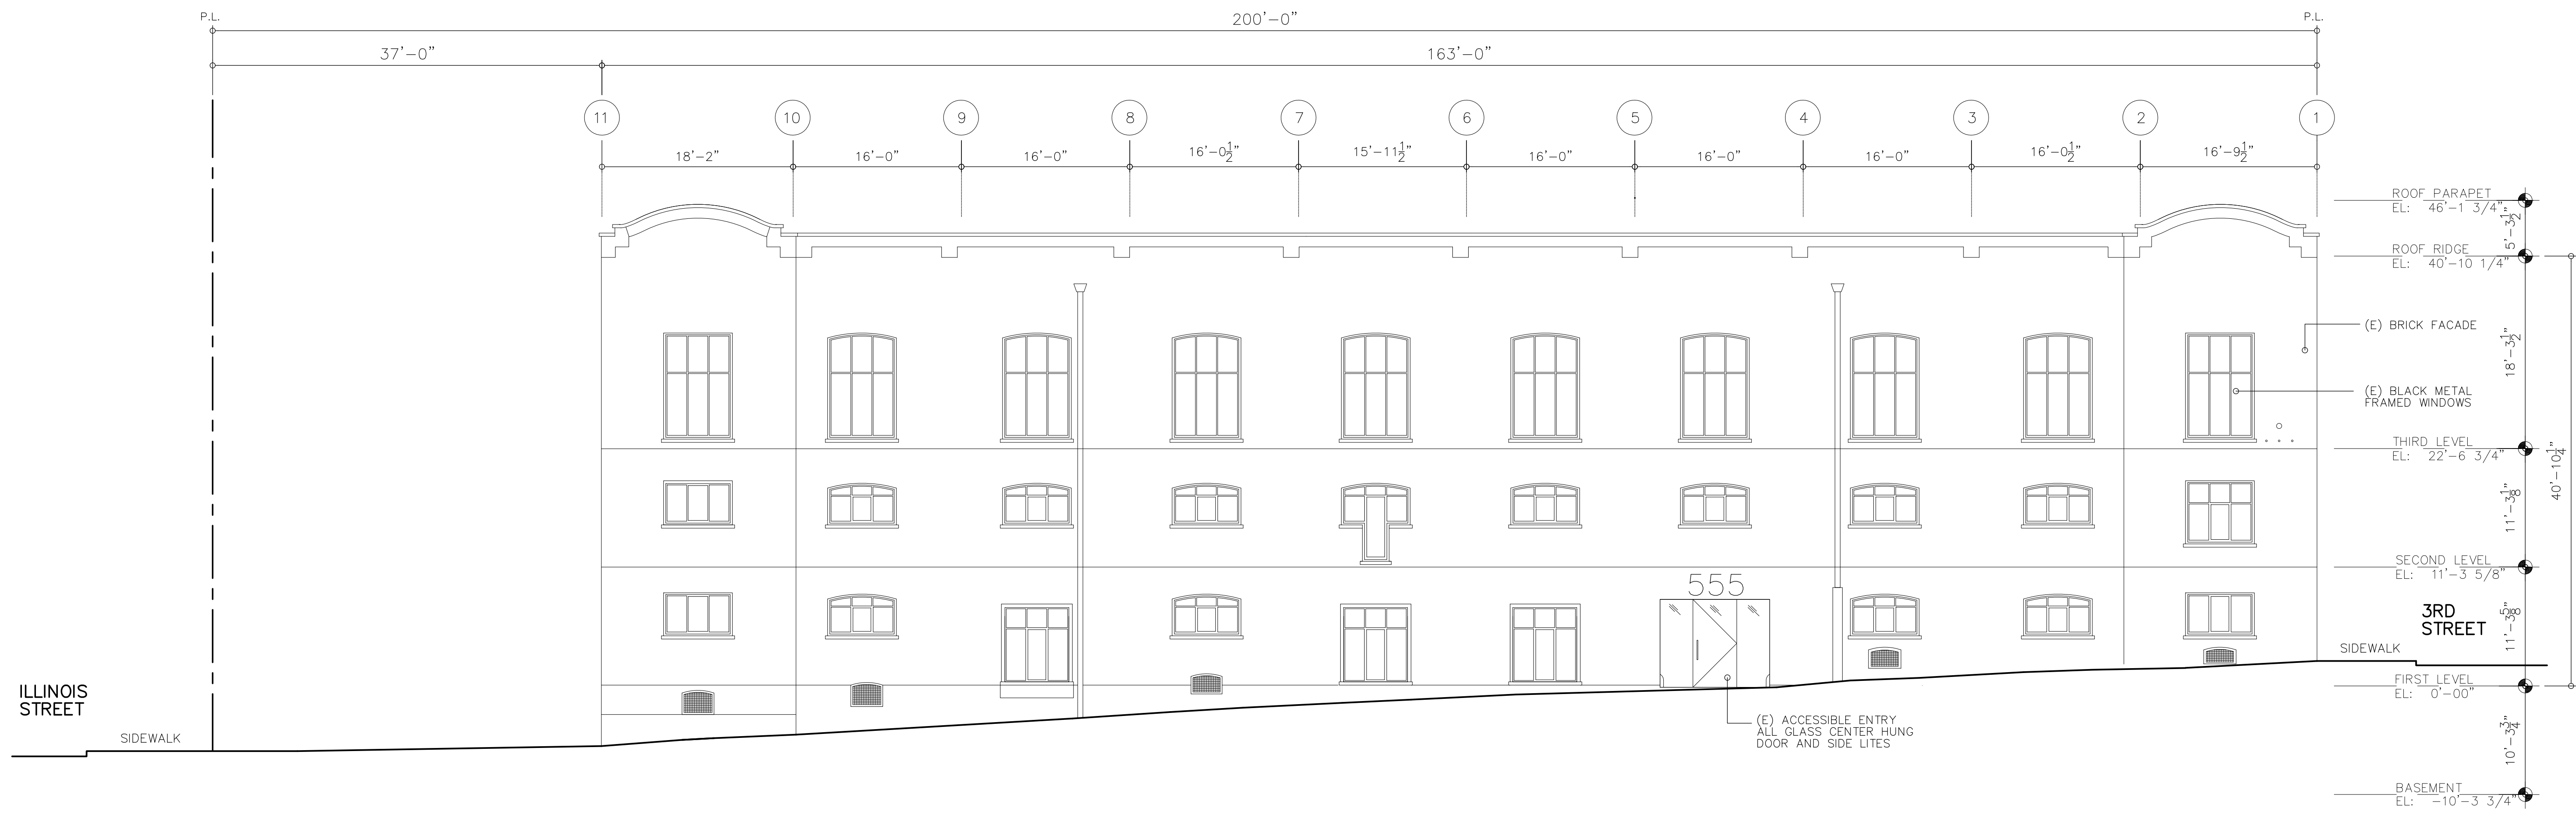 P.L.
200'-0"
P.L.
37'-0"
163'-0"
11
10
9
8
7
6
5
4
3
2
1
18'-2"
16'-0"
16'-0"
16'-0½"
15'-11½"
16'-0"
16'-0"
16'-0"
16'-0½"
16'-9½"
ROOF PARAPET
EL: 46'-1 3/4"
5'-3½"
ROOF RIDGE
EL: 40'-10 1/4"
(E) BRICK FACADE
18'-3½"
(E) BLACK METAL
FRAMED WINDOWS
THIRD LEVEL
EL: 22'-6 3/4"
40'-10¼"
11'-3⅛"
SECOND LEVEL
EL: 11'-3 5/8"
555
3RD
STREET
11'-3⅝"
SIDEWALK
FIRST LEVEL
EL: 0'-00"
ILLINOIS
STREET
SIDEWALK
(E) ACCESSIBLE ENTRY
ALL GLASS CENTER HUNG
DOOR AND SIDE LITES
10'-3¾"
BASEMENT
EL: -10'-3 3/4"